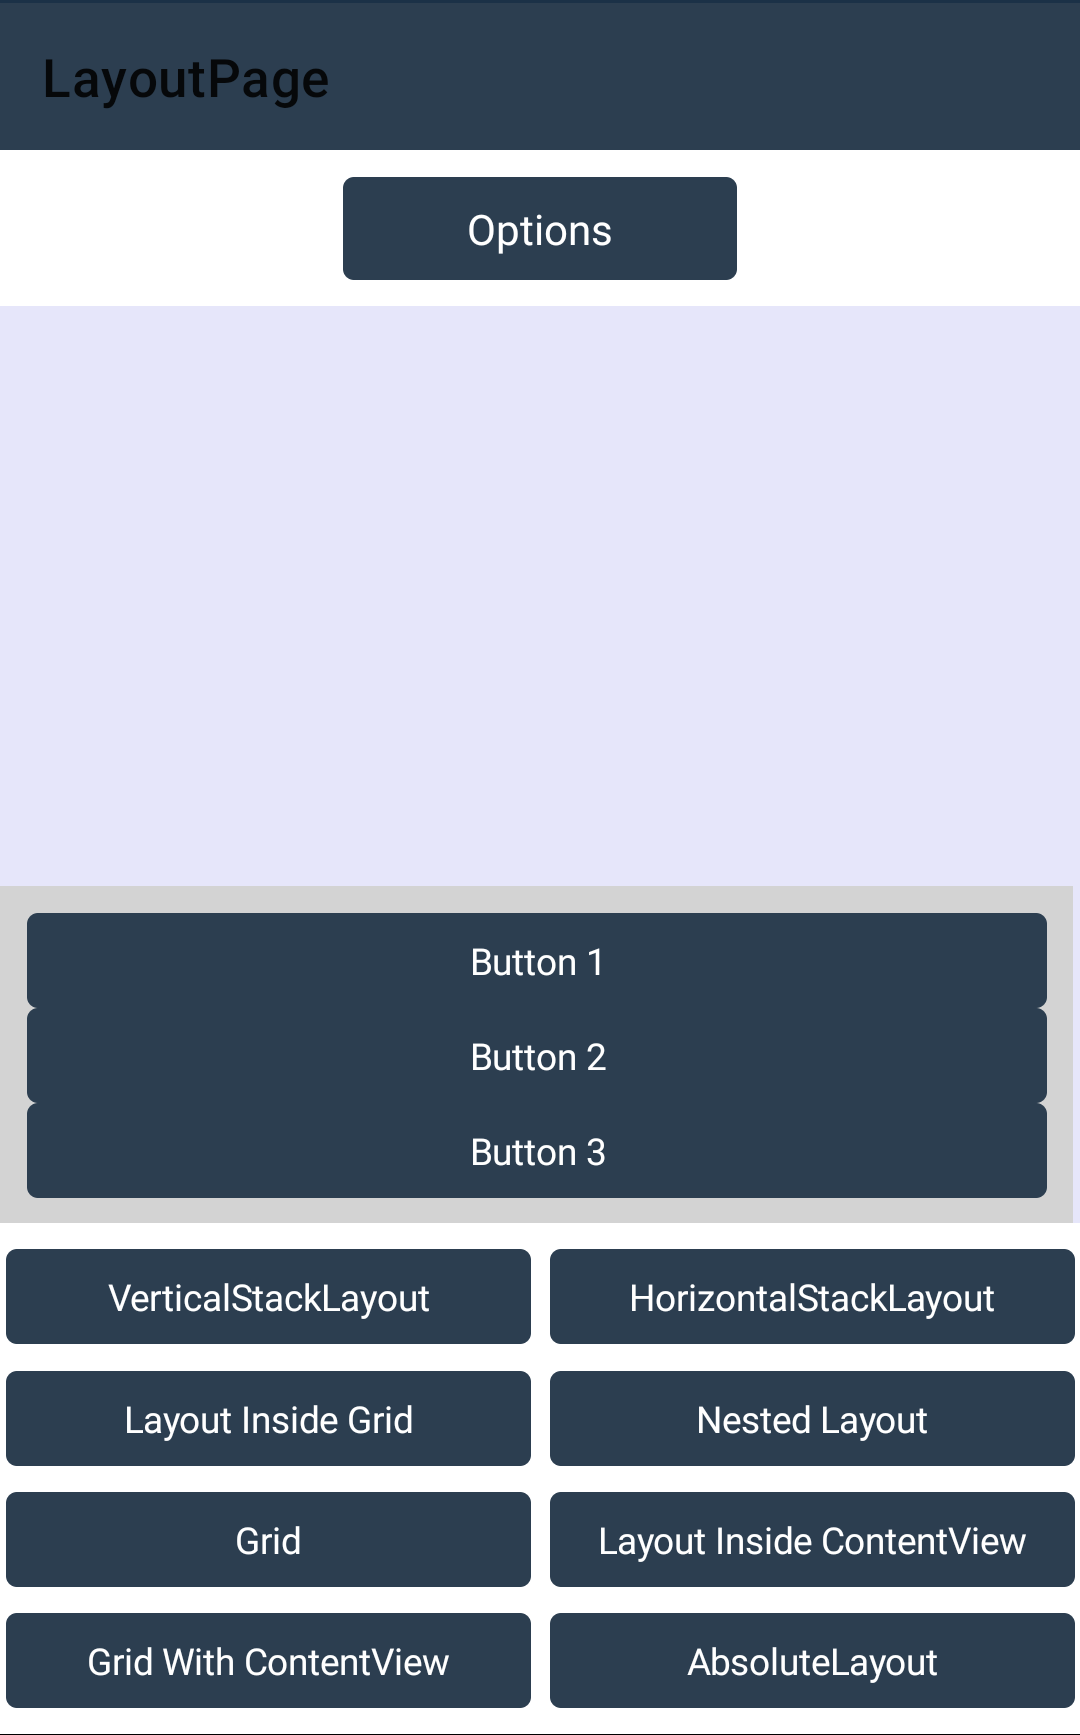 LayoutPage
Options
Button 1
Button 2
Button 3
VerticalStackLayout
HorizontalStackLayout
Layout Inside Grid
Nested Layout
Grid
Layout Inside ContentView
Grid With ContentView
AbsoluteLayout